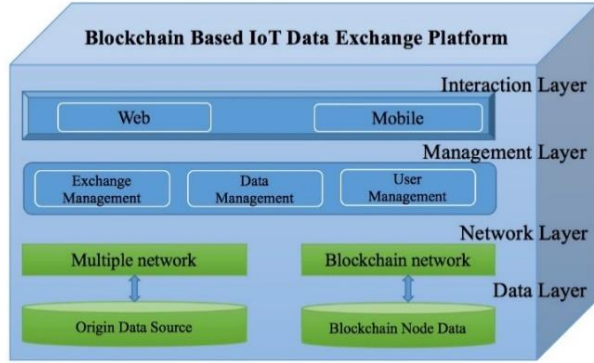 Blockchain Based IoT Data Exchange Platform
Interaction Layer
Web
Mobile
Management Layer
Exchange
Management
Data
Management
User
Management
Network Layer
Multiple network
Blockchain network
Data Layer
Origin Data Source
Blockchain Node Data